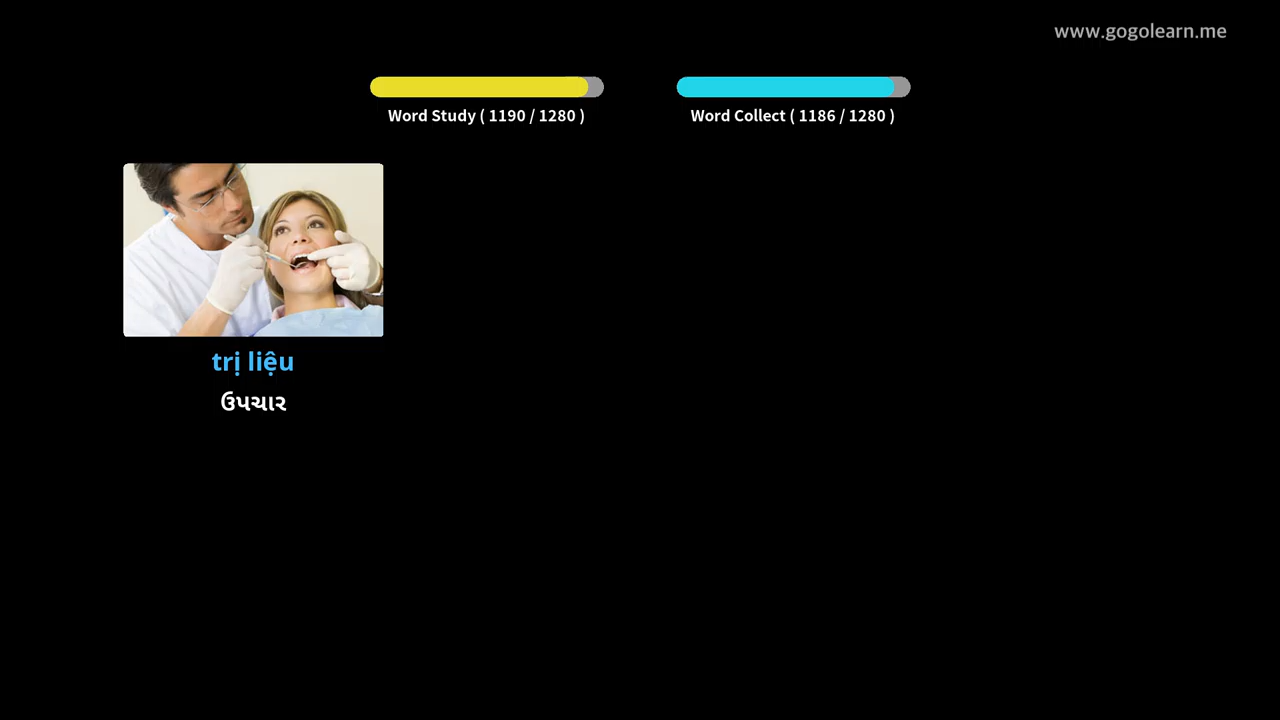 www.gogolearn.me
Word Study ( 1190 / 1280 )
Word Collect ( 1186 / 1280 )
trị liệu
ઉપચાર